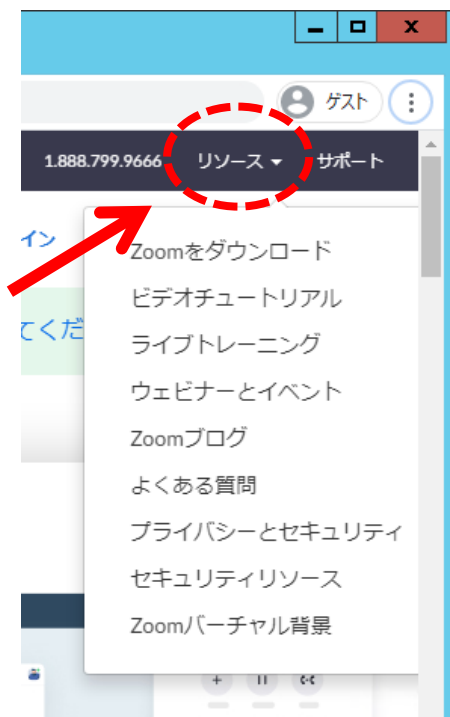 ゲスト
1.888.799.9666 リソース サポート
イン
Zoomをダウンロード
てくだ
ビデオチュートリアル
ライブトレーニング
ウェビナーとイベント
Zoomブログ
よくある質問
プライバシーとセキュリティ
セキュリティリソース
Zoomバーチャル背景